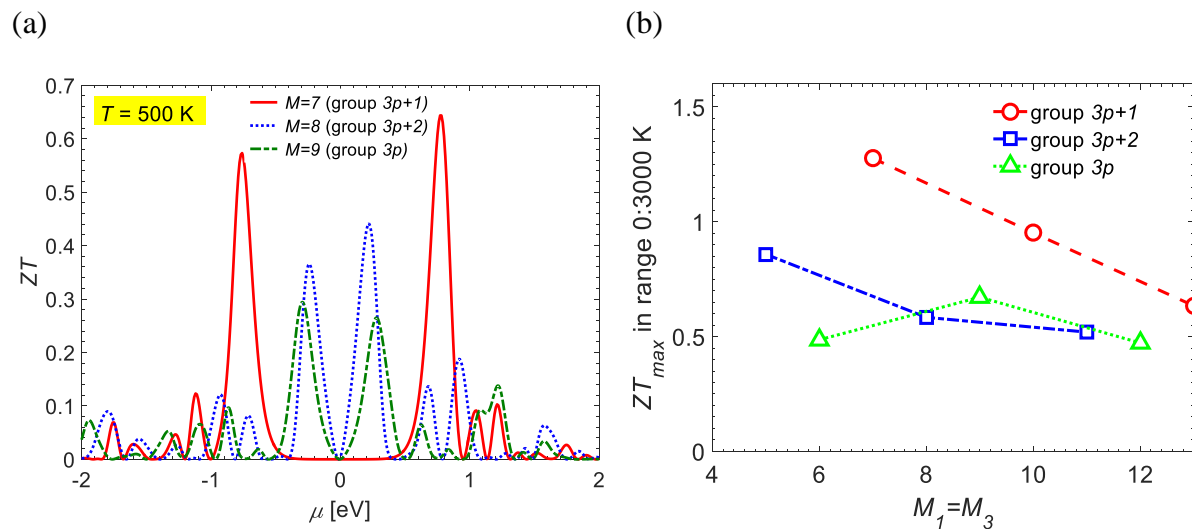 (a)
(b)
T = 500 K
M=7 (group 3p+1)
M=8 (group 3p+2)
M=9 (group 3p)
0.7
0.6
0.5
0.4
0.3
0.2
0.1
0
ZT
-2
-1
0
1
2
μ [eV]
group 3p+1
group 3p+2
group 3p
1.5
1
0.5
0
ZTmax in range 0:3000 K
4
6
8
10
12
M1=M3